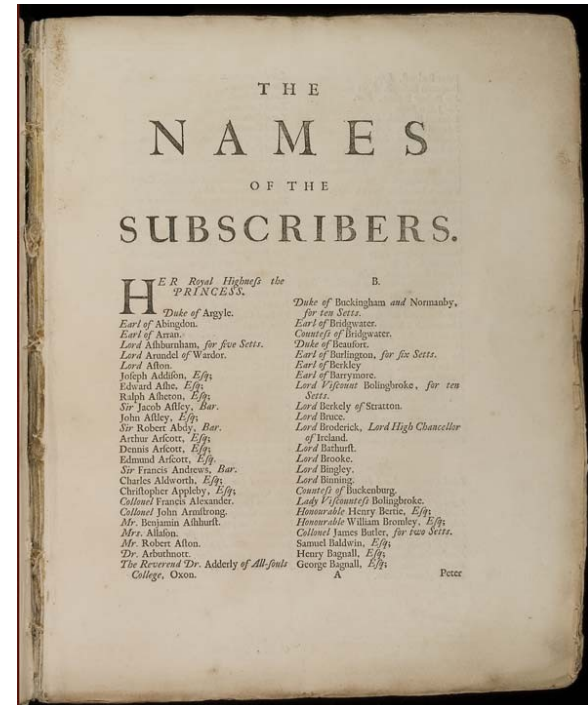 THE
NAMES
OF THE
SUBSCRIBERS.
HER Royal Highneſs the
PRINCESS.
Duke of Argyle.
Earl of Abingdon.
Earl of Arran.
Lord Aſhburnham, for five Setts.
Lord Arundel of Wardor.
Lord Aſton.
Joſeph Addiſon, Eſq;
Edward Aſhe, Eſq;
Ralph Aſheton, Eſq;
Sir Jacob Aſtley, Bar.
John Aſtley, Eſq;
Sir Robert Abdy, Bar.
Arthur Arſcott, Eſq;
Dennis Arſcott, Eſq;
Edmund Arſcott, Eſq.
Sir Francis Andrews, Bar.
Charles Aldworth, Eſq;
Chriſtopher Appleby, Eſq;
Collonel Francis Alexander.
Collonel John Armſtrong.
Mr. Benjamin Aſhhurſt.
Mrs. Allaſon.
Mr. Robert Aſton.
Dr. Arbuthnott.
The Reverend Dr. Adderly of All-ſouls
College, Oxon.
B.
Duke of Buckingham and Normanby,
for ten Setts.
Earl of Bridgwater.
Counteſs of Bridgwater.
Duke of Beaufort.
Earl of Burlington, for ſix Setts.
Earl of Berkley
Earl of Barrymore.
Lord Viſcount Bolingbroke, for ten
Setts.
Lord Berkely of Stratton.
Lord Bruce.
Lord Broderick, Lord High Chancellor
of Ireland.
Lord Bathurſt.
Lord Brooke.
Lord Bingley.
Lord Binning.
Counteſs of Buckenburg.
Lady Viſcounteſs Bolingbroke.
Honourable Henry Bertie, Eſq;
Honourable William Bromley, Eſq;
Collonel James Butler, for two Setts.
Samuel Baldwin, Eſq;
Henry Bagnall, Eſq;
George Bagnall, Eſq;
A Peter